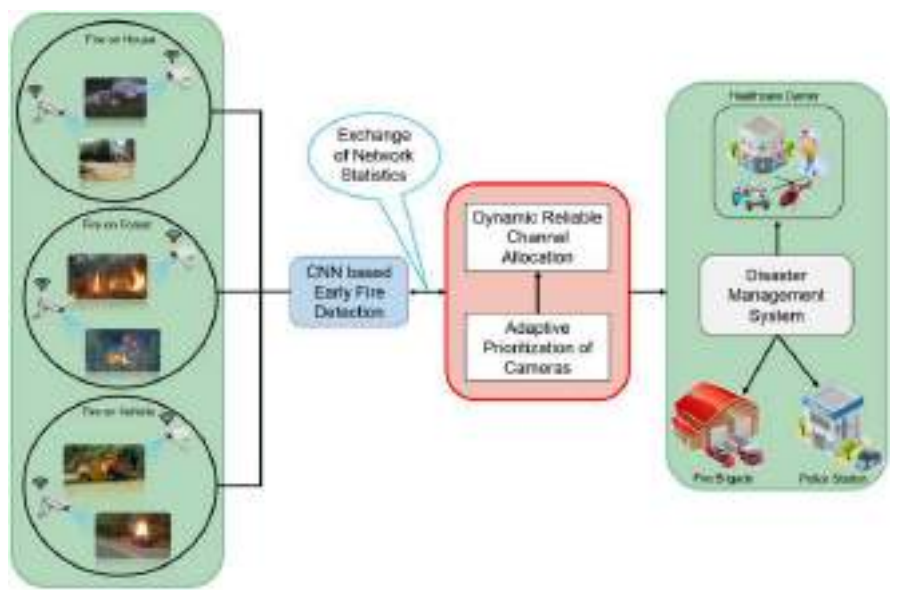 Fire on House
Exchange
of Network
Statistics
Healthcare Center
Fire on Forest
Dynamic Reliable
Channel
Allocation
CNN based
Early Fire
Detection
Adaptive
Prioritization of
Cameras
Disaster
Management
System
Fire on Vehicle
Fire Brigade
Police Station